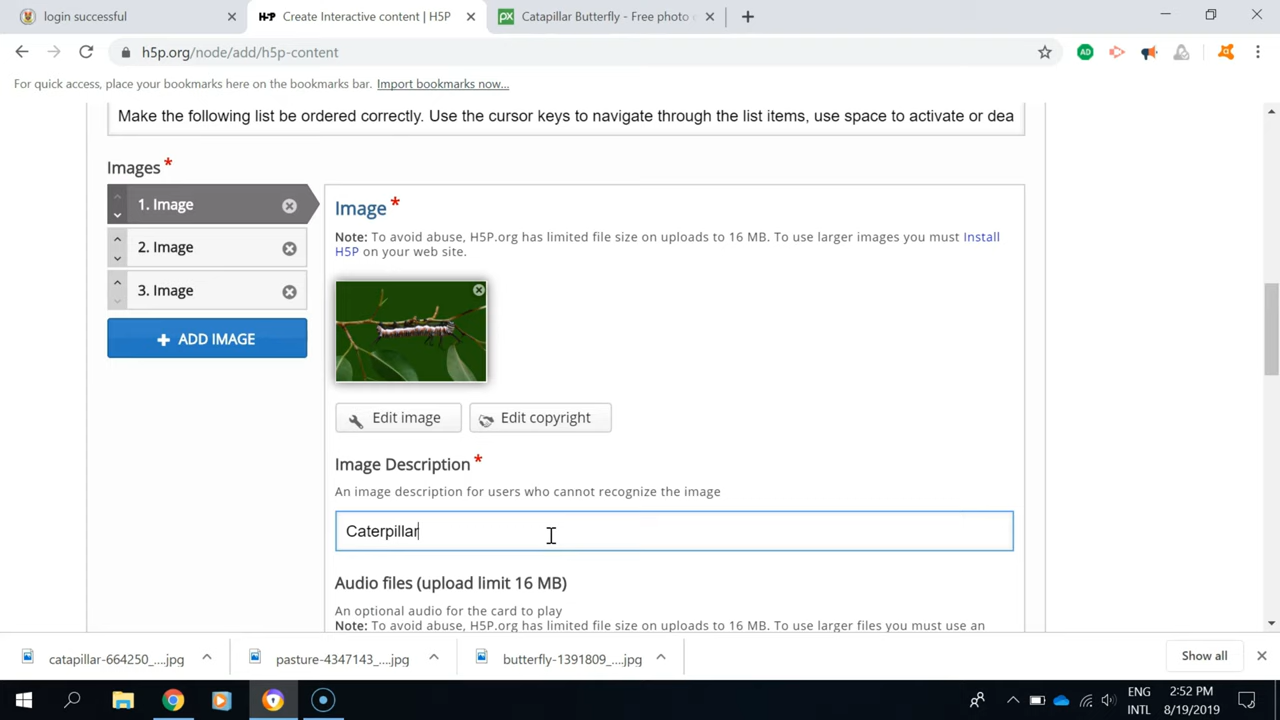 login successful
H-P Create Interactive content | H5P
px Catapillar Butterfly - Free photo o
h5p.org/node/add/h5p-content
AD
For quick access, place your bookmarks here on the bookmarks bar. Import bookmarks now...
Make the following list be ordered correctly. Use the cursor keys to navigate through the list items, use space to activate or dea
Images *
1. Image
2. Image
3. Image
+ ADD IMAGE
Image *
Note: To avoid abuse, H5P.org has limited file size on uploads to 16 MB. To use larger images you must Install
H5P on your web site.
Edit image
Edit copyright
Image Description *
An image description for users who cannot recognize the image
Caterpillar
Audio files (upload limit 16 MB)
An optional audio for the card to play
Note: To avoid abuse, H5P.org has limited file size on uploads to 16 MB. To use larger files you must use an
catapillar-664250_....jpg
pasture-4347143_....jpg
butterfly-1391809_....jpg
Show all
ENG
INTL
2:52 PM
8/19/2019